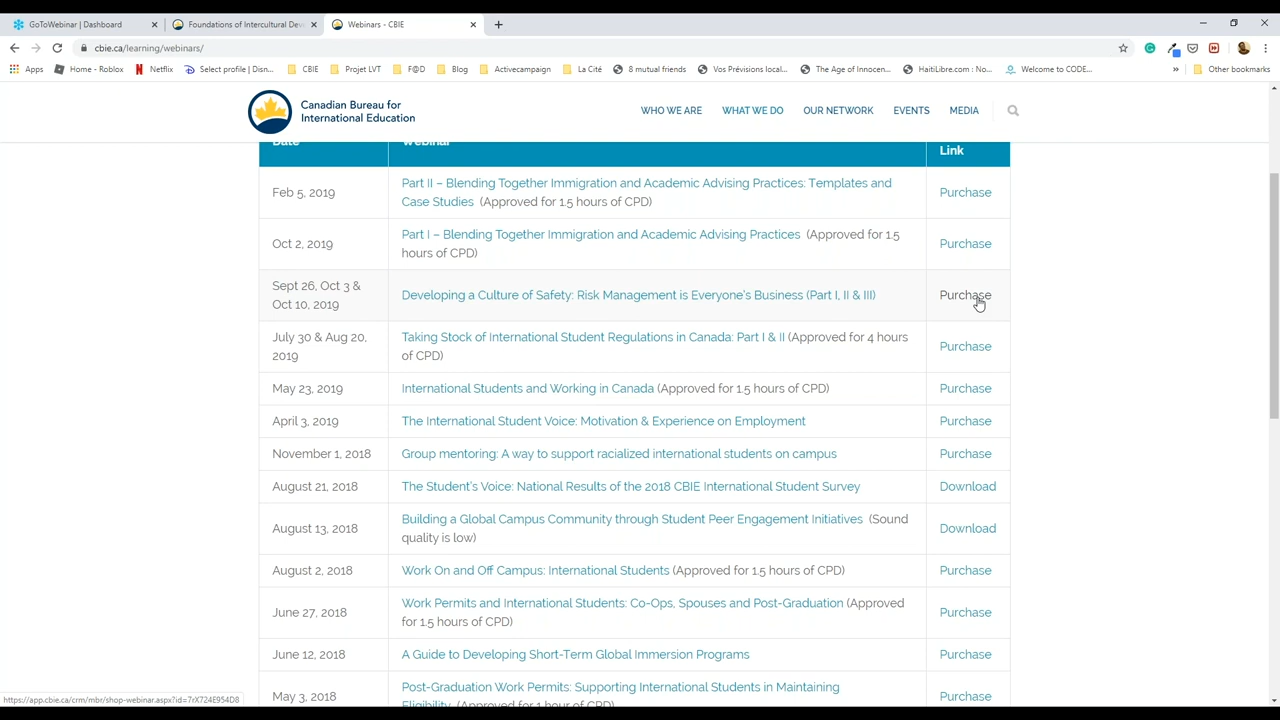 GoToWebinar | Dashboard
Foundations of Intercultural Dev
Webinars - CBIE
cbie.ca/learning/webinars/
Apps
Home - Roblox
Netflix
Select profile | Disn...
CBIE
Projet LVT
F@D
Blog
Activecampaign
La Cité
8 mutual friends
Vos Prévisions local...
The Age of Innocen...
HaitiLibre.com : No...
Welcome to CODE...
»
Other bookmarks
Canadian Bureau for
International Education
WHO WE ARE
WHAT WE DO
OUR NETWORK
EVENTS
MEDIA
Date
Webinar
Link
Feb 5, 2019
Part II – Blending Together Immigration and Academic Advising Practices: Templates and
Case Studies (Approved for 1.5 hours of CPD)
Purchase
Oct 2, 2019
Part I – Blending Together Immigration and Academic Advising Practices (Approved for 1.5
hours of CPD)
Purchase
Sept 26, Oct 3 &
Oct 10, 2019
Developing a Culture of Safety: Risk Management is Everyone's Business (Part I, II & III)
Purchase
July 30 & Aug 20,
2019
Taking Stock of International Student Regulations in Canada: Part I & II (Approved for 4 hours
of CPD)
Purchase
May 23, 2019
International Students and Working in Canada (Approved for 1.5 hours of CPD)
Purchase
April 3, 2019
The International Student Voice: Motivation & Experience on Employment
Purchase
November 1, 2018
Group mentoring: A way to support racialized international students on campus
Purchase
August 21, 2018
The Student's Voice: National Results of the 2018 CBIE International Student Survey
Download
August 13, 2018
Building a Global Campus Community through Student Peer Engagement Initiatives (Sound
quality is low)
Download
August 2, 2018
Work On and Off Campus: International Students (Approved for 1.5 hours of CPD)
Purchase
June 27, 2018
Work Permits and International Students: Co-Ops, Spouses and Post-Graduation (Approved
for 1.5 hours of CPD)
Purchase
June 12, 2018
A Guide to Developing Short-Term Global Immersion Programs
Purchase
May 3, 2018
Post-Graduation Work Permits: Supporting International Students in Maintaining
Eligibility (Approved for 1 hour of CPD)
Purchase
https://app.cbie.ca/crm/mbr/shop-webinar.aspx?id=7rX724E954D8